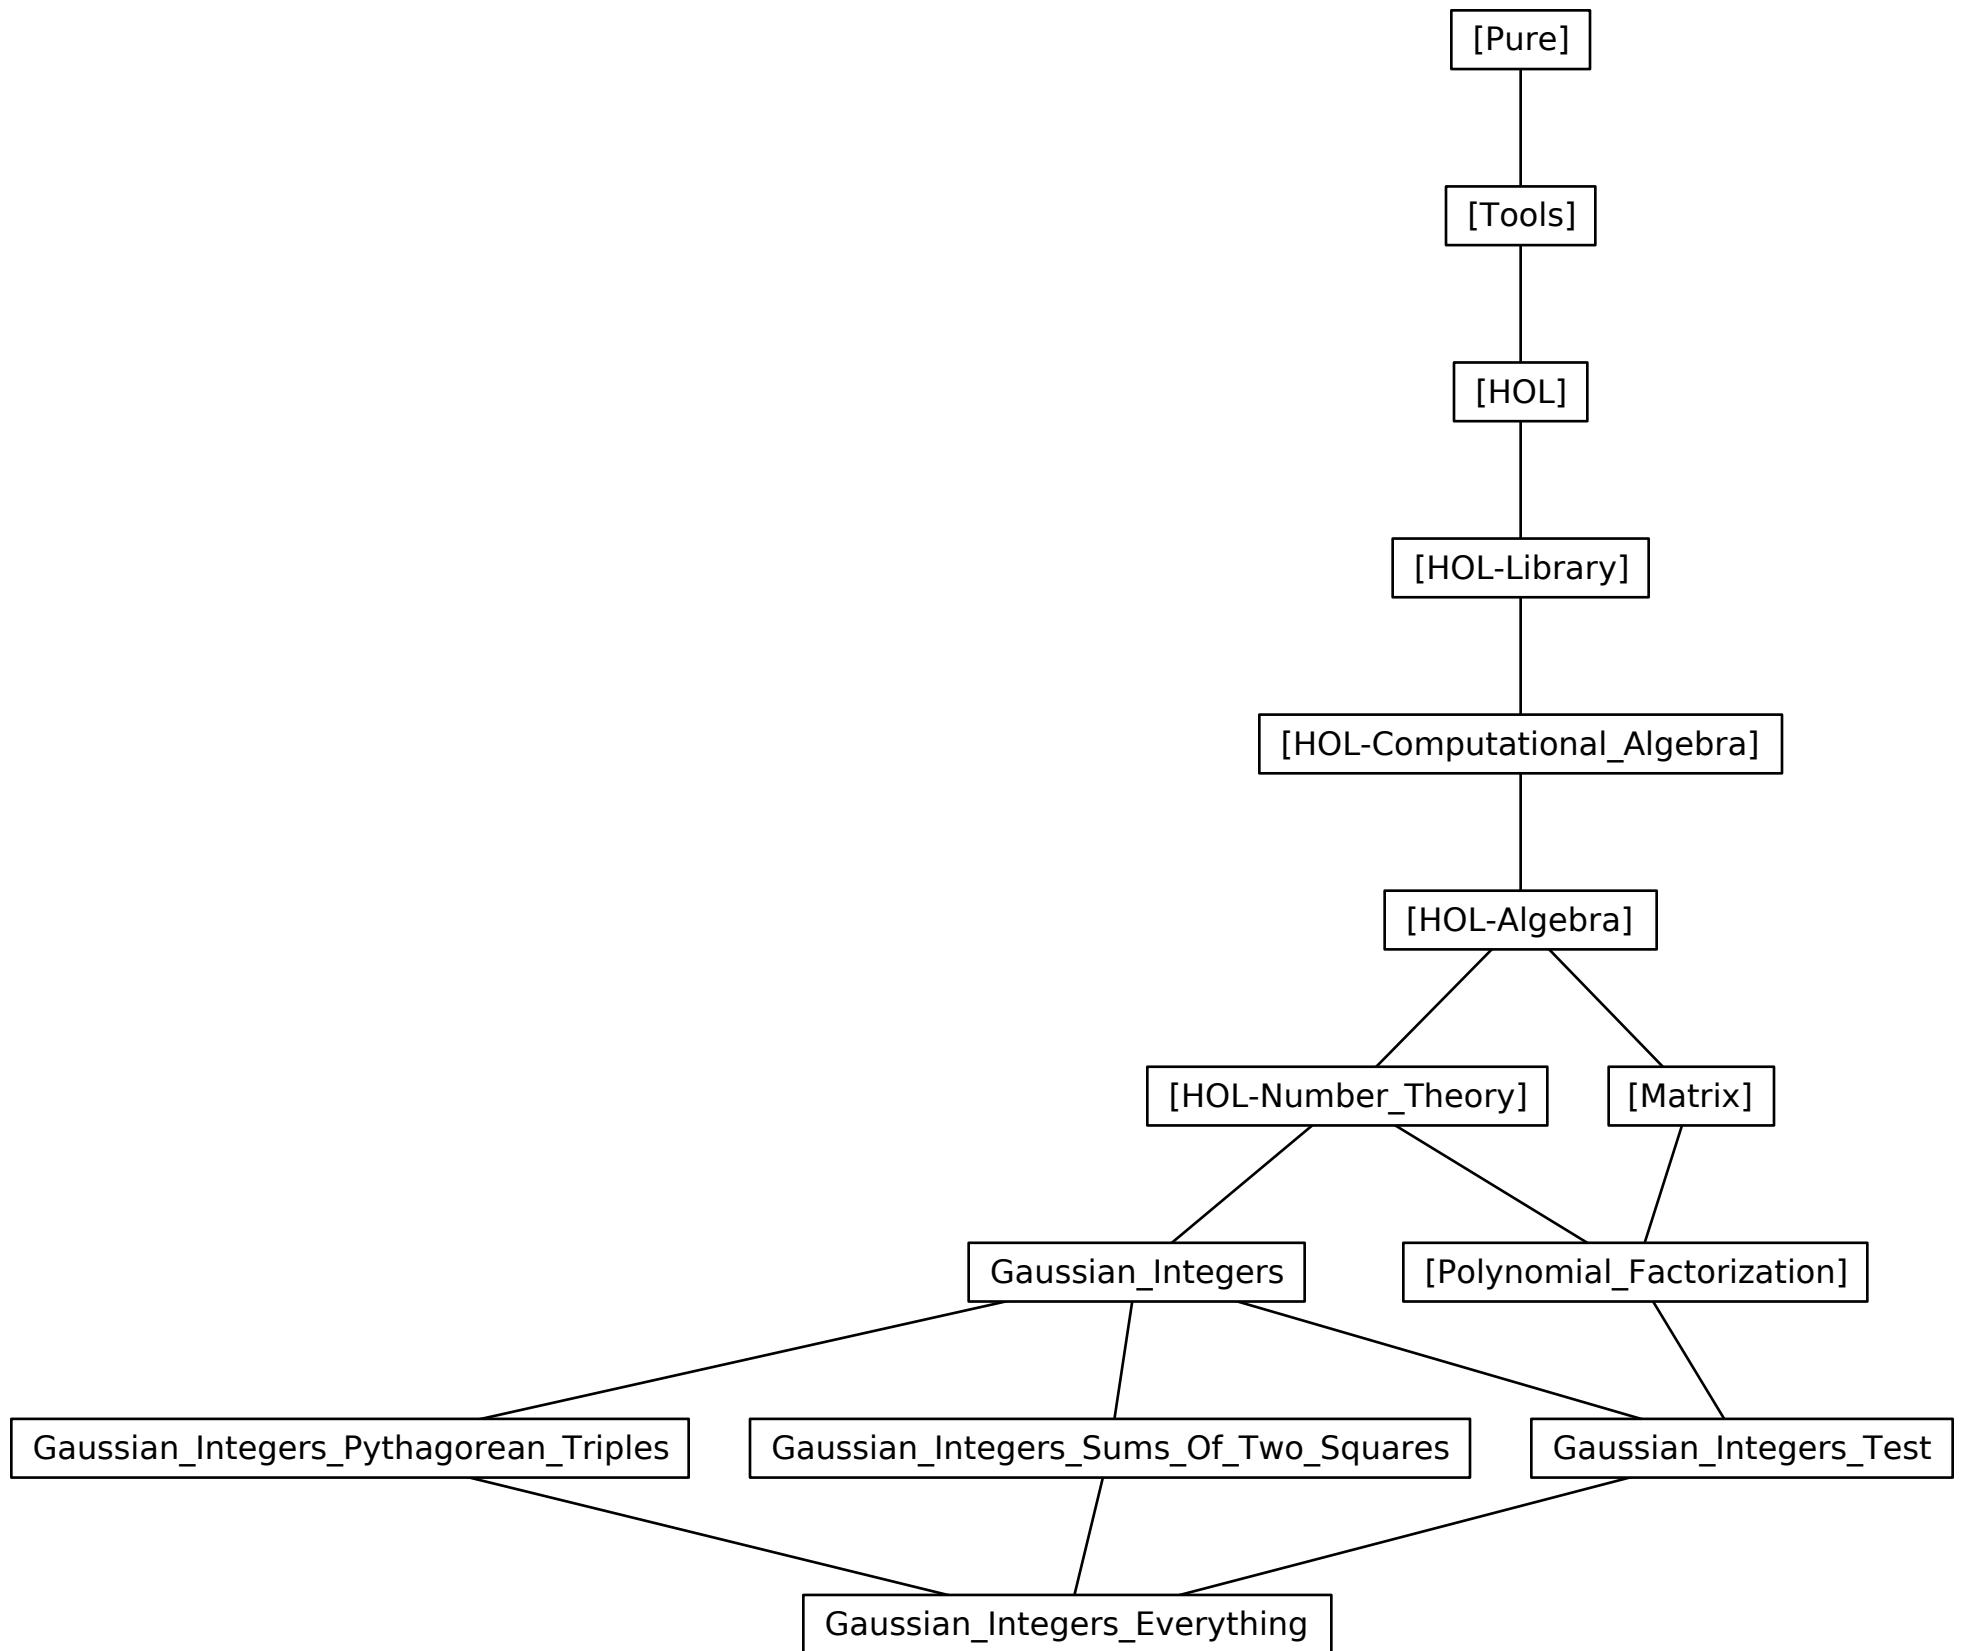 [Pure]
[Tools]
[HOL]
[HOL-Library]
[HOL-Computational_Algebra]
[HOL-Algebra]
[HOL-Number_Theory]
[Matrix]
Gaussian_Integers
[Polynomial_Factorization]
Gaussian_Integers_Pythagorean_Triples
Gaussian_Integers_Sums_Of_Two_Squares
Gaussian_Integers_Test
Gaussian_Integers_Everything